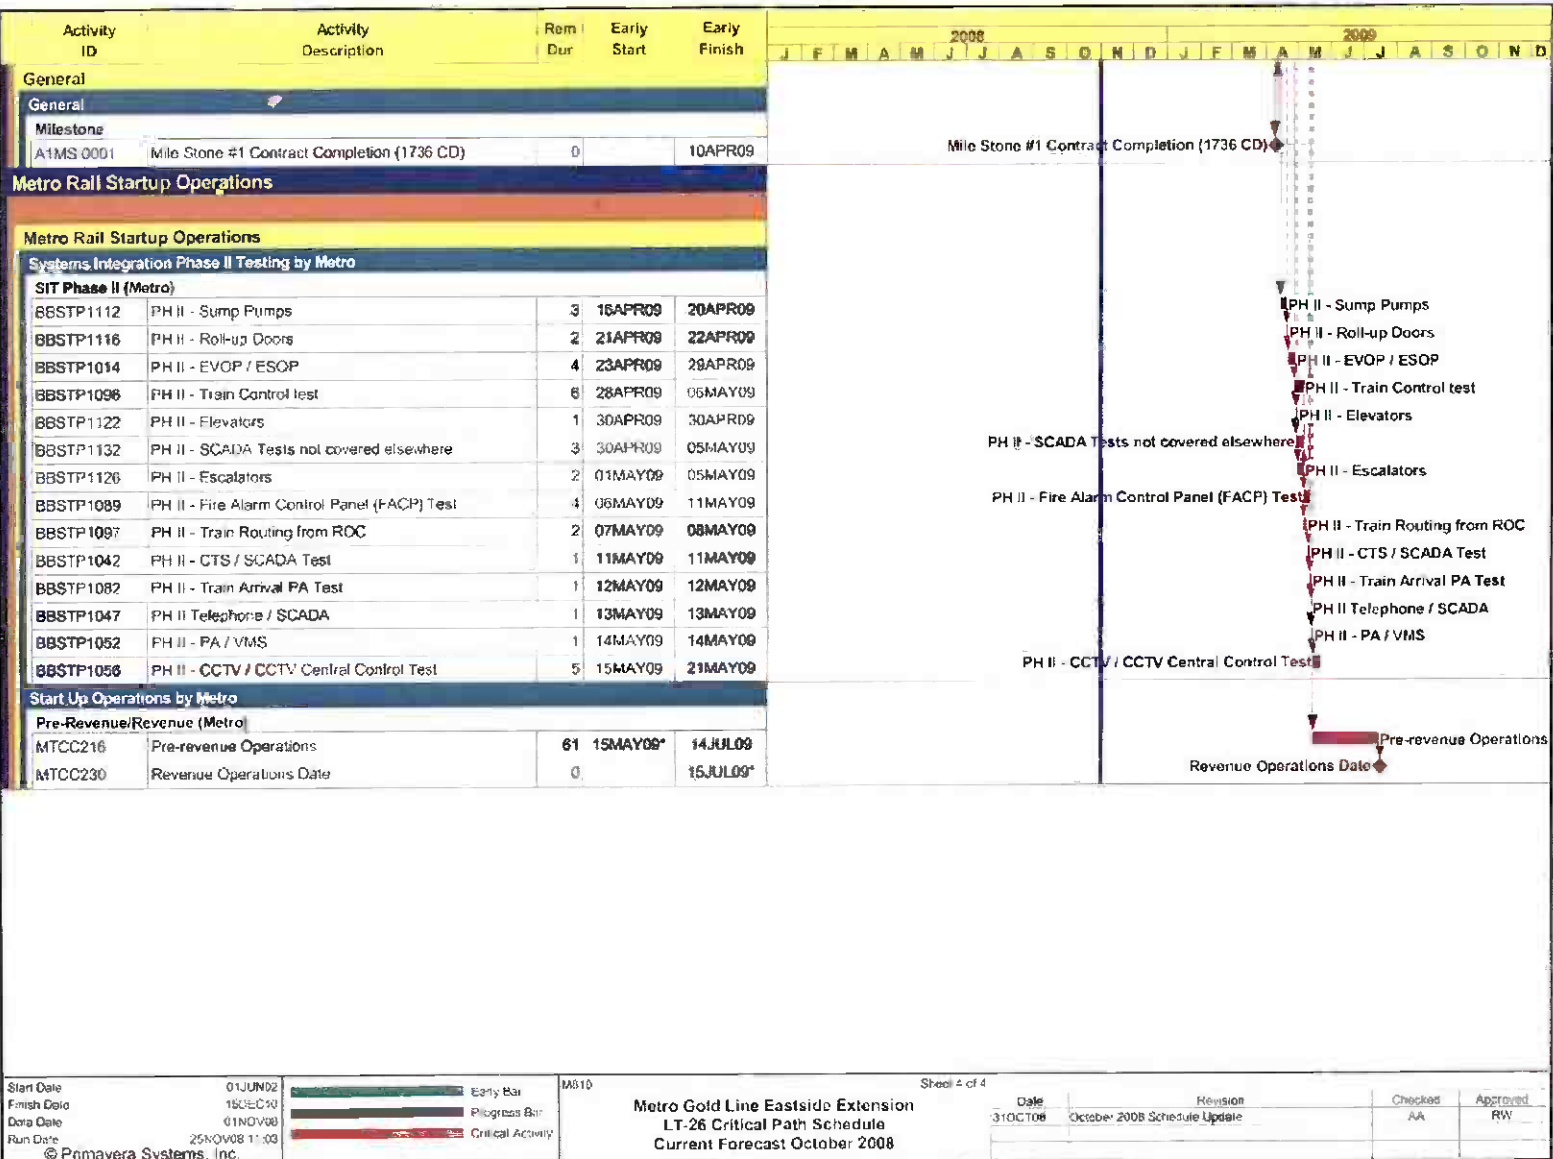 Activity ID Activity Description Rem Dur Early Start Early Finish 2008 2009
J F M A M J J A S O N D J F M A M J J A S O N D
General
General
Milestone
A1MS 0001 Mile Stone #1 Contract Completion (1736 CD) 0 10APR09 Mile Stone #1 Contract Completion (1736 CD)
Metro Rail Startup Operations
Metro Rail Startup Operations
Systems Integration Phase II Testing by Metro
SIT Phase II (Metro)
BBSTP1112 PH II - Sump Pumps 3 16APR09 20APR09 PH II - Sump Pumps
BBSTP1116 PH II - Roll-up Doors 2 21APR09 22APR09 PH II - Roll-up Doors
BBSTP1014 PH II - EVOP / ESOP 4 23APR09 29APR09 PH II - EVOP / ESOP
BBSTP1096 PH II - Train Control test 6 28APR09 06MAY09 PH II - Train Control test
BBSTP1122 PH II - Elevators 1 30APR09 30APR09 PH II - Elevators
BBSTP1132 PH II - SCADA Tests not covered elsewhere 3 30APR09 05MAY09 PH II - SCADA Tests not covered elsewhere
BBSTP1126 PH II - Escalators 2 01MAY09 05MAY09 PH II - Escalators
BBSTP1089 PH II - Fire Alarm Control Panel (FACP) Test 4 06MAY09 11MAY09 PH II - Fire Alarm Control Panel (FACP) Test
BBSTP1097 PH II - Train Routing from ROC 2 07MAY09 08MAY09 PH II - Train Routing from ROC
BBSTP1042 PH II - CTS / SCADA Test 1 11MAY09 11MAY09 PH II - CTS / SCADA Test
BBSTP1082 PH II - Train Arrival PA Test 1 12MAY09 12MAY09 PH II - Train Arrival PA Test
BBSTP1047 PH II Telephone / SCADA 1 13MAY09 13MAY09 PH II Telephone / SCADA
BBSTP1052 PH II - PA / VMS 1 14MAY09 14MAY09 PH II - PA / VMS
BBSTP1056 PH II - CCTV / CCTV Central Control Test 5 15MAY09 21MAY09 PH II - CCTV / CCTV Central Control Test
Start Up Operations by Metro
Pre-Revenue/Revenue (Metro)
MTCC216 Pre-revenue Operations 61 15MAY09* 14JUL09 Pre-revenue Operations
MTCC230 Revenue Operations Date 0 15JUL09* Revenue Operations Date
Start Date 01JUN02
Finish Date 15DEC10
Data Date 01NOV08
Run Date 25NOV08 11:03
© Primavera Systems, Inc.
Early Bar
Progress Bar
Critical Activity
M810
Sheet 4 of 4
Metro Gold Line Eastside Extension
LT-26 Critical Path Schedule
Current Forecast October 2008
Date Revision Checked Approved
31OCT08 October 2008 Schedule Update AA RW